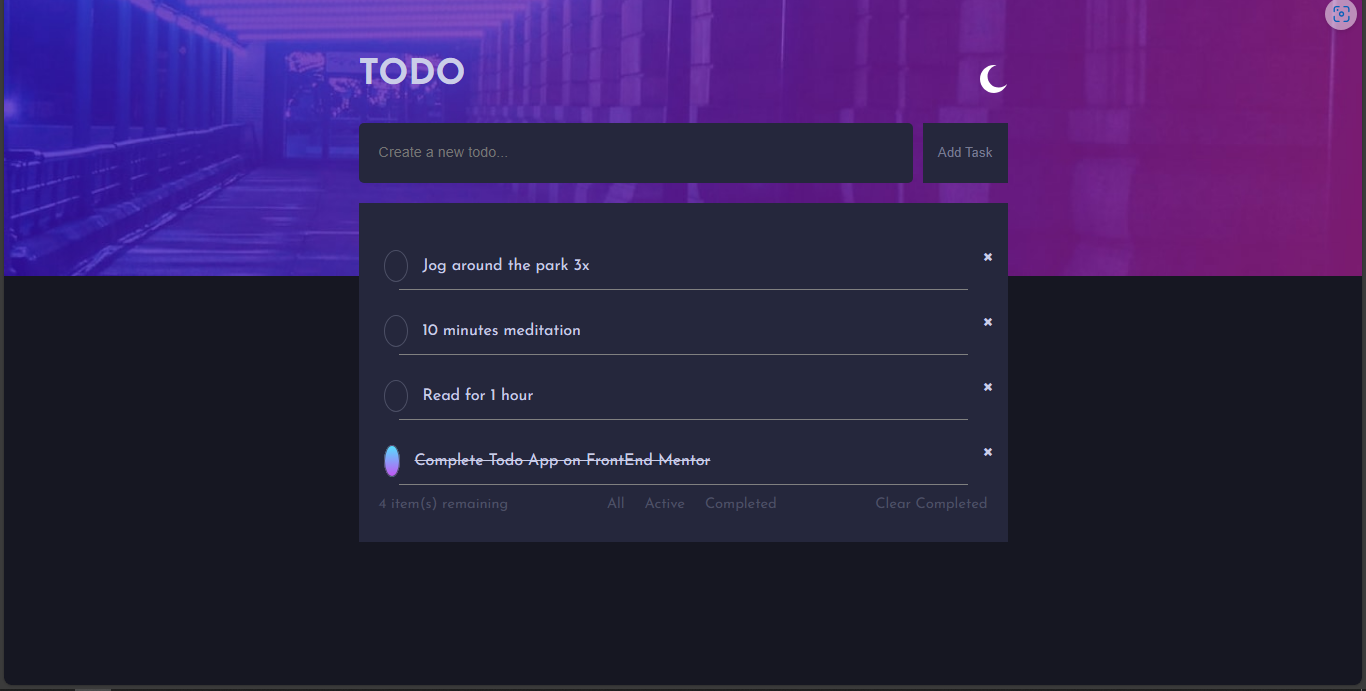 TODO
Create a new todo...
Add Task
Jog around the park 3x
10 minutes meditation
Read for 1 hour
Complete Todo App on FrontEnd Mentor
4 item(s) remaining All Active Completed Clear Completed